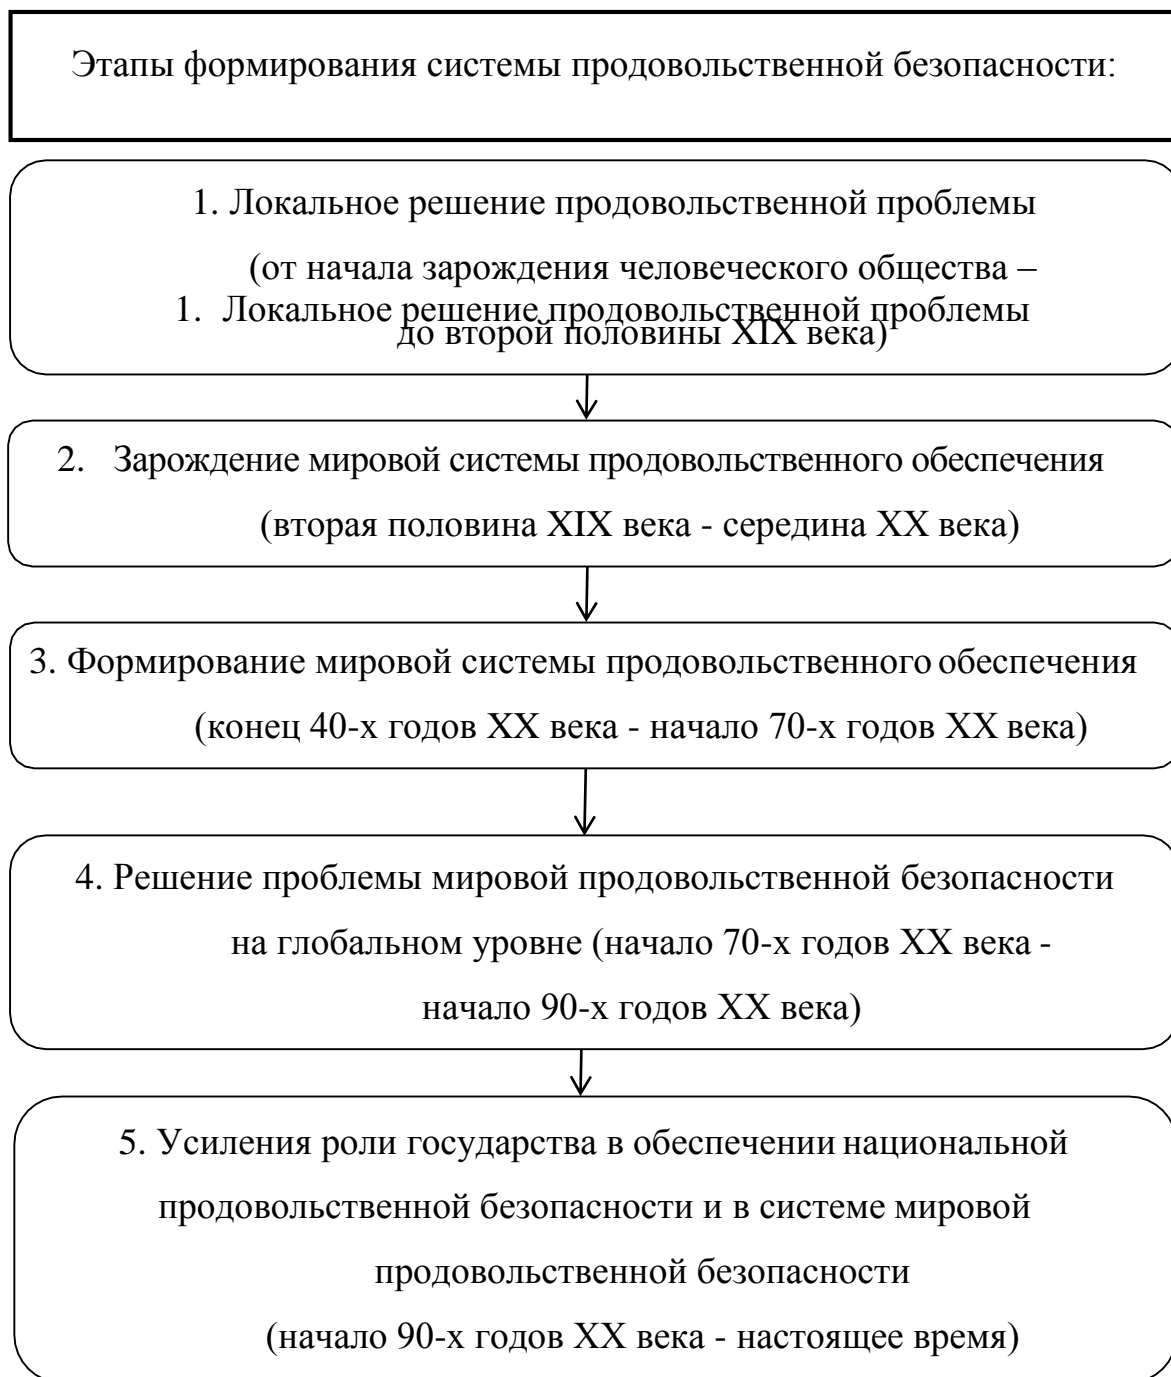 Этапы формирования системы продовольственной безопасности:
1. Локальное решение продовольственной проблемы
(от начала зарождения человеческого общества –
1. Локальное решение продовольственной проблемы
до второй половины XIX века)
2. Зарождение мировой системы продовольственного обеспечения
(вторая половина XIX века - середина XX века)
3. Формирование мировой системы продовольственного обеспечения
(конец 40-х годов XX века - начало 70-х годов XX века)
4. Решение проблемы мировой продовольственной безопасности
на глобальном уровне (начало 70-х годов XX века -
начало 90-х годов XX века)
5. Усиления роли государства в обеспечении национальной
продовольственной безопасности и в системе мировой
продовольственной безопасности
(начало 90-х годов XX века - настоящее время)